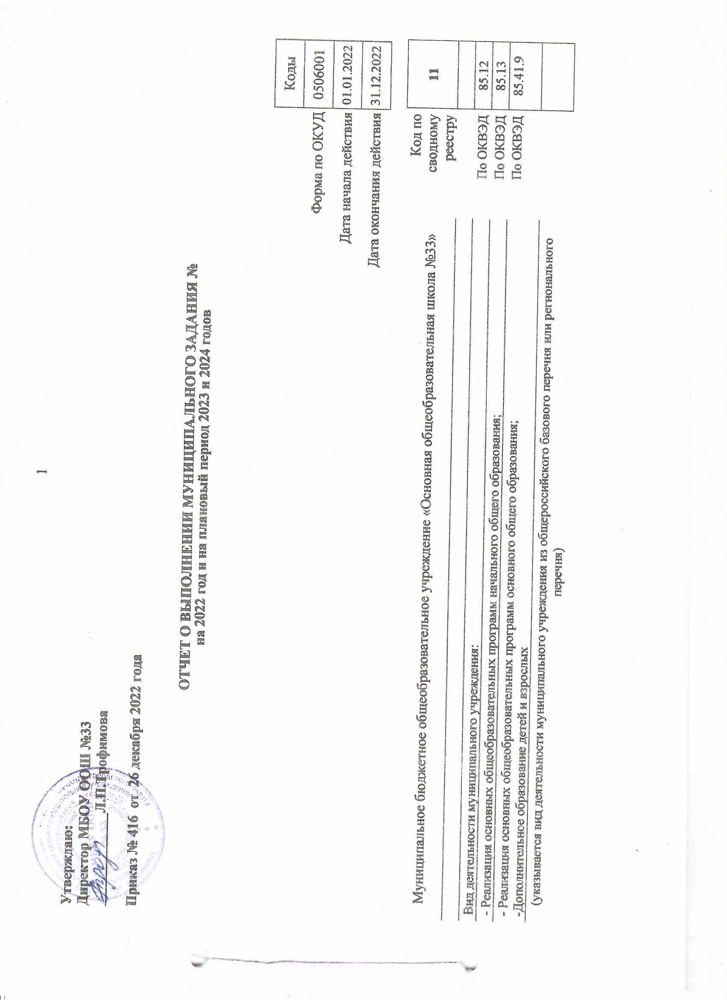 1
Утверждаю:
Директор МБОУ ООШ №33
Л.П.Трофимова
Приказ № 416 от 26 декабря 2022 года
ОТЧЕТ О ВЫПОЛНЕНИИ МУНИЦИПАЛЬНОГО ЗАДАНИЯ №
на 2022 год и на плановый период 2023 и 2024 годов
Коды
Форма по ОКУД 0506001
Дата начала действия 01.01.2022
Дата окончания действия 31.12.2022
Муниципальное бюджетное общеобразовательное учреждение «Основная общеобразовательная школа №33»
Код по
сводному
реестру
11
Вид деятельности муниципального учреждения:
- Реализация основных общеобразовательных программ начального общего образования; По ОКВЭД 85.12
- Реализация основных общеобразовательных программ основного общего образования; По ОКВЭД 85.13
-Дополнительное образование детей и взрослых По ОКВЭД 85.41.9
(указывается вид деятельности муниципального учреждения из общероссийского базового перечня или регионального
перечня)